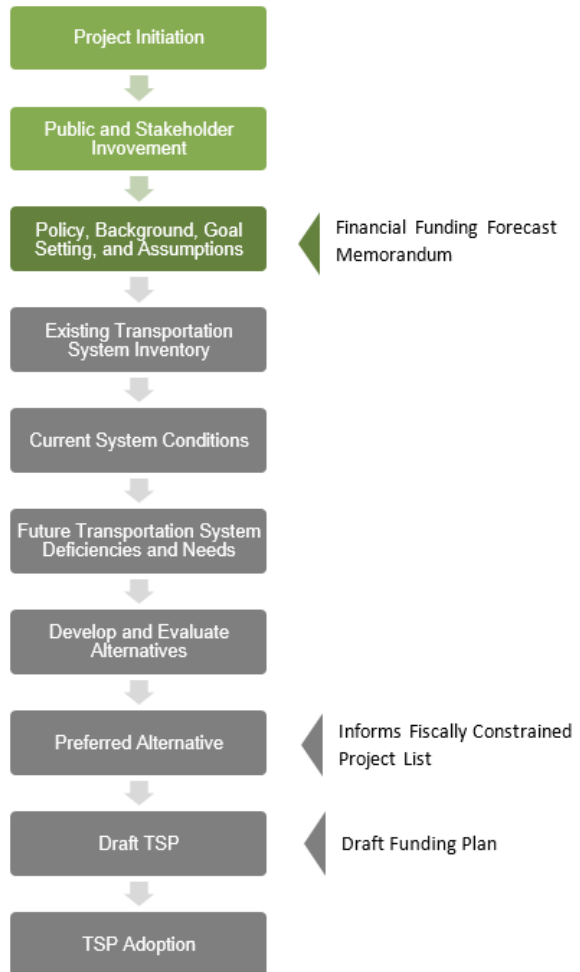 Project Initiation
Public and Stakeholder
Invovement
Policy, Background, Goal
Setting, and Assumptions
Financial Funding Forecast
Memorandum
Existing Transportation
System Inventory
Current System Conditions
Future Transportation System
Deficiencies and Needs
Develop and Evaluate
Alternatives
Preferred Alternative
Informs Fiscally Constrained
Project List
Draft TSP
Draft Funding Plan
TSP Adoption